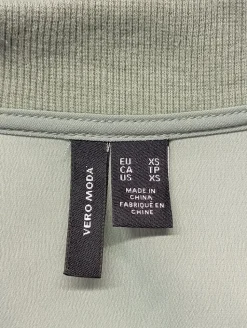 VERO MODA
EU XS
CA TP
US XS
MADE IN
CHINA
FABRIQUÉ EN
CHINE